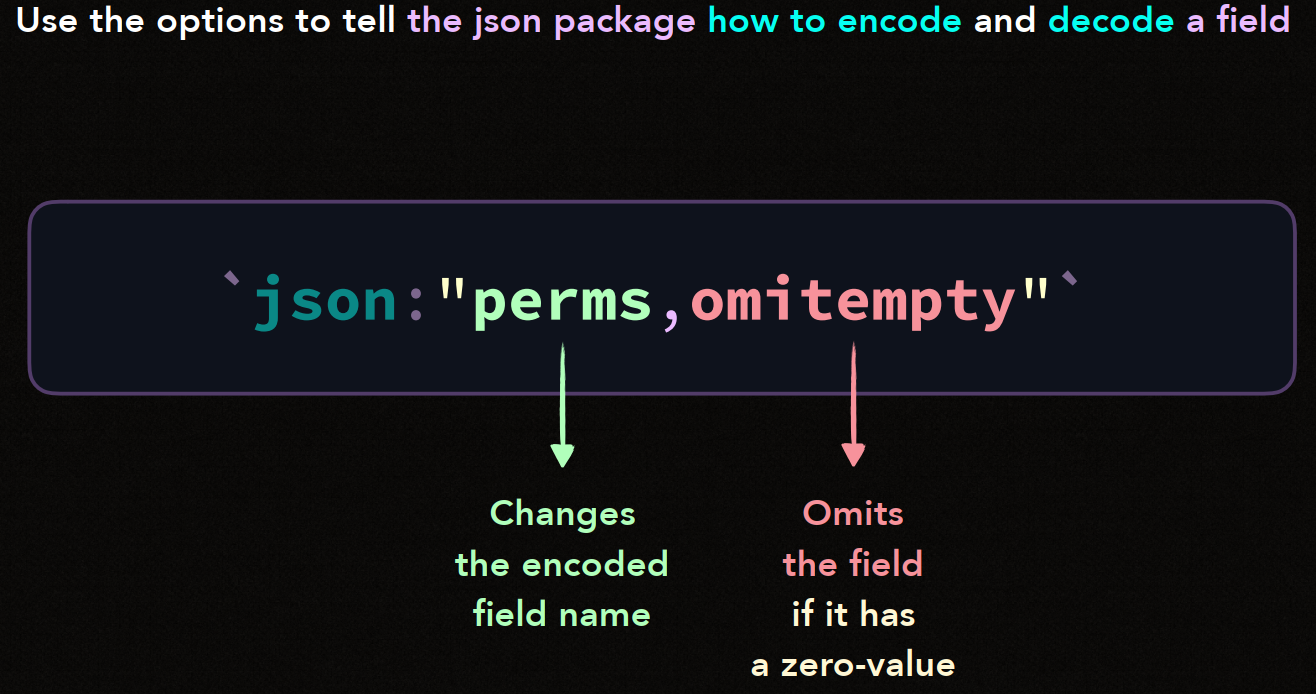 Use the options to tell the json package how to encode and decode a field
`json:"perms,omitempty"`
Changes
the encoded
field name
Omits
the field
if it has
a zero-value